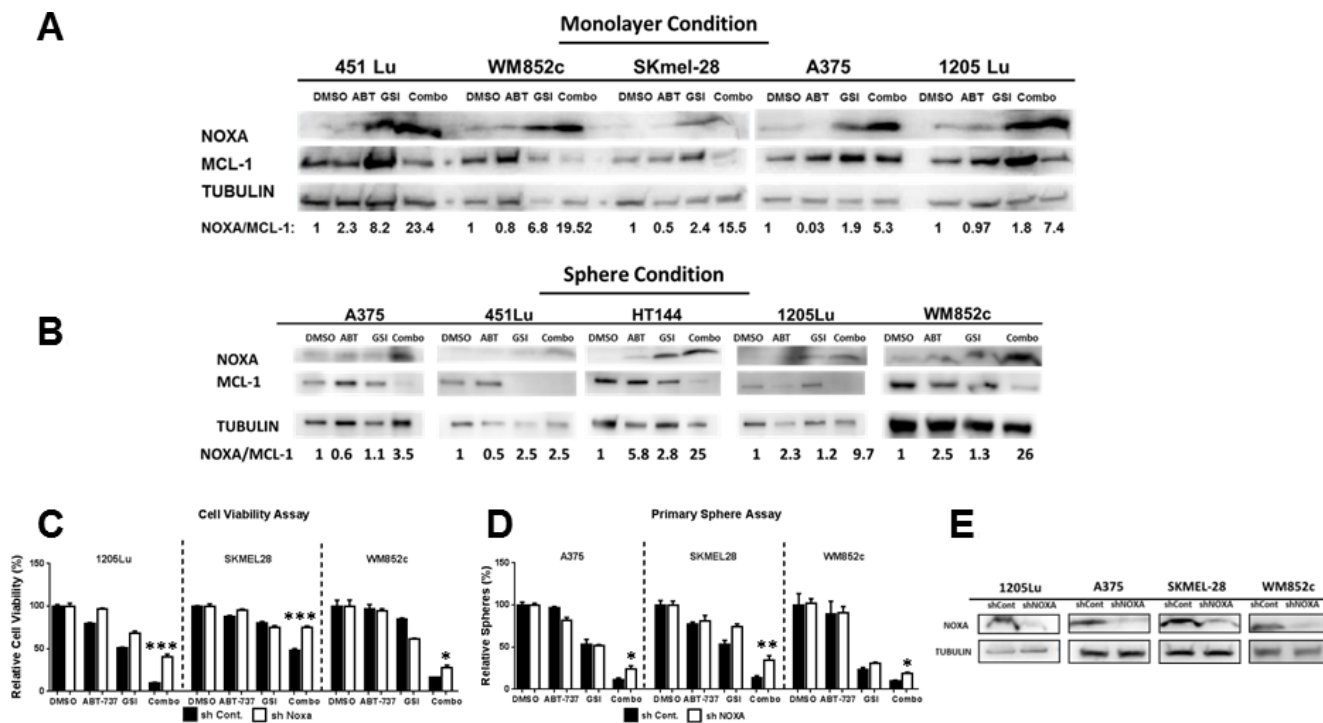 A
Monolayer Condition
451 Lu WM852c SKmel-28 A375 1205 Lu
DMSO ABT GSI Combo DMSO ABT GSI Combo DMSO ABT GSI Combo DMSO ABT GSI Combo DMSO ABT GSI Combo
NOXA
MCL-1
TUBULIN
NOXA/MCL-1: 1 2.3 8.2 23.4 1 0.8 6.8 19.52 1 0.5 2.4 15.5 1 0.03 1.9 5.3 1 0.97 1.8 7.4
Sphere Condition
B
A375 451Lu HT144 1205Lu WM852c
DMSO ABT GSI Combo DMSO ABT GSI Combo DMSO ABT GSI Combo DMSO ABT GSI Combo DMSO ABT GSI Combo
NOXA
MCL-1
TUBULIN
NOXA/MCL-1 1 0.6 1.1 3.5 1 0.5 2.5 2.5 1 5.8 2.8 25 1 2.3 1.2 9.7 1 2.5 1.3 26
C
Cell Viability Assay
1205Lu SKMEL28 WM852c
Relative Cell Viability (%)
150
100
50
0
*** *** *
DMSO ABT-737 GSI Combo DMSO ABT-737 GSI Combo DMSO ABT-737 GSI Combo
sh Cont. sh Noxa
D
Primary Sphere Assay
A375 SKMEL28 WM852c
Relative Spheres (%)
150
100
50
0
* ** *
DMSO ABT-737 GSI Combo DMSO ABT-737 GSI Combo DMSO ABT-737 GSI Combo
sh Cont. sh NOXA
E
1205Lu A375 SKMEL-28 WM852c
shCont shNOXA shCont shNOXA shCont shNOXA shCont shNOXA
NOXA
TUBULIN